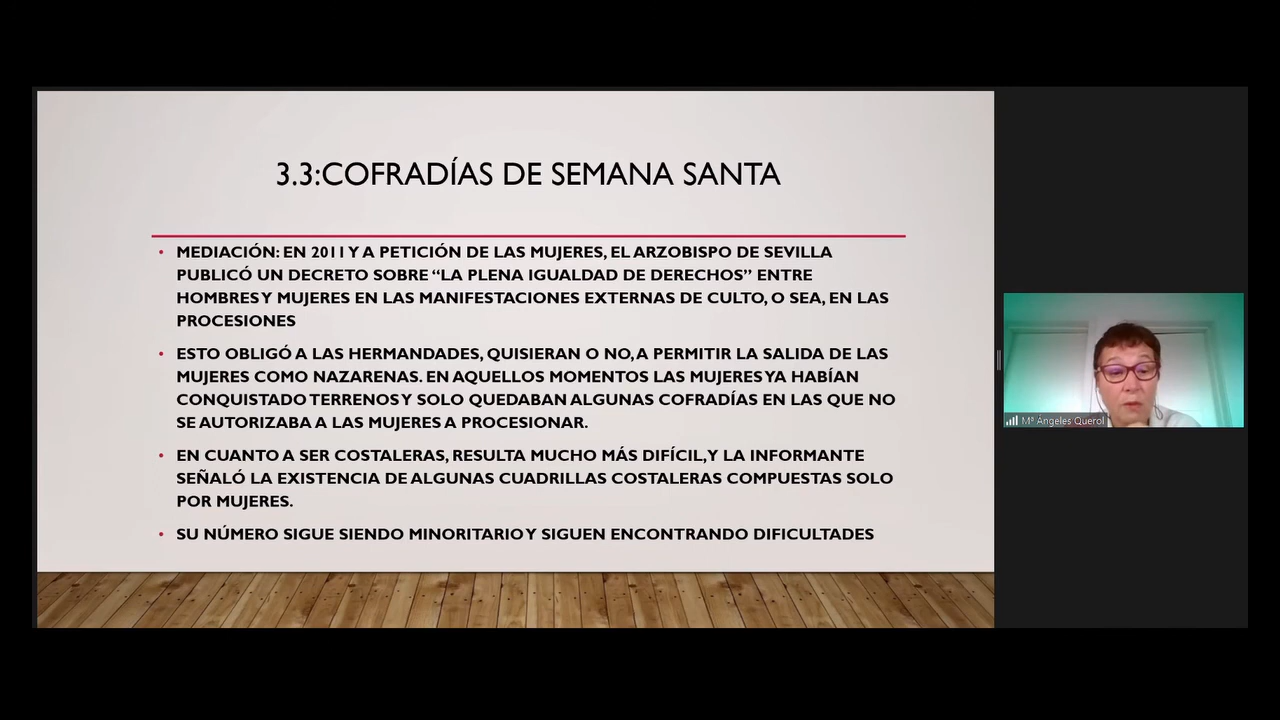 3.3:COFRADÍAS DE SEMANA SANTA
• MEDIACIÓN: EN 2011 Y A PETICIÓN DE LAS MUJERES, EL ARZOBISPO DE SEVILLA
PUBLICÓ UN DECRETO SOBRE “LA PLENA IGUALDAD DE DERECHOS” ENTRE
HOMBRES Y MUJERES EN LAS MANIFESTACIONES EXTERNAS DE CULTO, O SEA, EN LAS
PROCESIONES
• ESTO OBLIGÓ A LAS HERMANDADES, QUISIERAN O NO, A PERMITIR LA SALIDA DE LAS
MUJERES COMO NAZARENAS. EN AQUELLOS MOMENTOS LAS MUJERES YA HABÍAN
CONQUISTADO TERRENOS Y SOLO QUEDABAN ALGUNAS COFRADÍAS EN LAS QUE NO
SE AUTORIZABA A LAS MUJERES A PROCESIONAR.
• EN CUANTO A SER COSTALERAS, RESULTA MUCHO MÁS DIFÍCIL, Y LA INFORMANTE
SEÑALÓ LA EXISTENCIA DE ALGUNAS CUADRILLAS COSTALERAS COMPUESTAS SOLO
POR MUJERES.
• SU NÚMERO SIGUE SIENDO MINORITARIO Y SIGUEN ENCONTRANDO DIFICULTADES
Mª Ángeles Querol